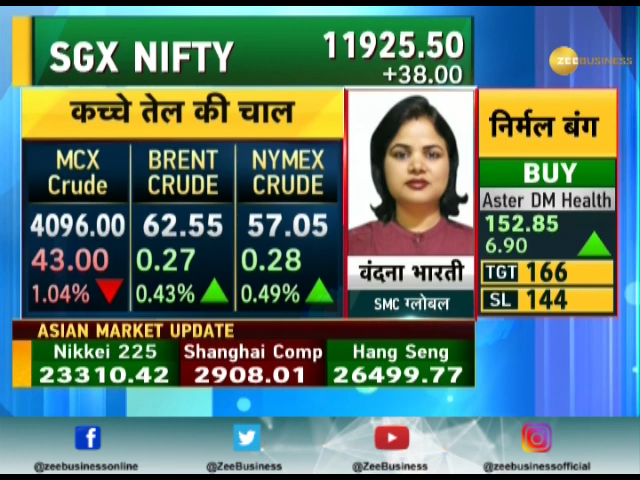 SGX NIFTY
11925.50
+38.00
ZEEBUSINESS
कच्चे तेल की चाल
MCX Crude
4096.00
43.00
1.04%
BRENT CRUDE
62.55
0.27
0.43%
NYMEX CRUDE
57.05
0.28
0.49%
वंदना भारती
SMC ग्लोबल
निर्मल बंग
BUY
Aster DM Health
152.85
6.90
TGT 166
SL 144
ASIAN MARKET UPDATE
Nikkei 225
23310.42
Shanghai Comp
2908.01
Hang Seng
26499.77
@zeebusinessonline
@ZeeBusiness
@ZeeBusiness
@zeebusinessofficial